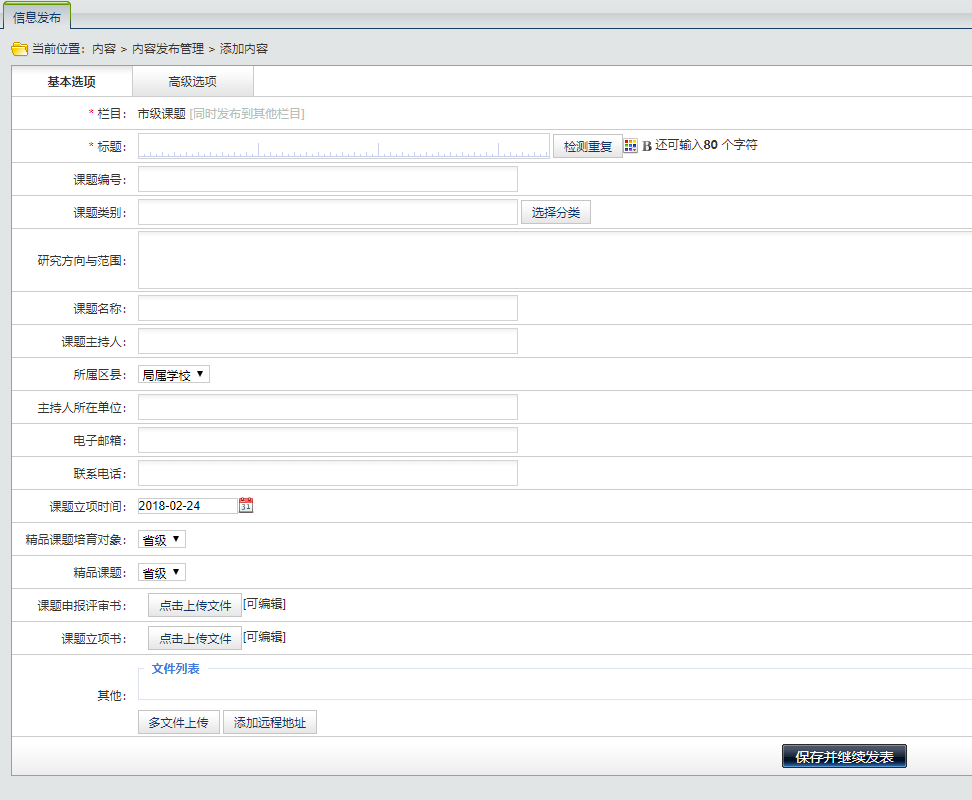 信息发布
当前位置: 内容 > 内容发布管理 > 添加内容
基本选项 高级选项
* 栏目: 市级课题 [同时发布到其他栏目]
* 标题: 检测重复 B 还可输入80 个字符
课题编号:
课题类别: 选择分类
研究方向与范围:
课题名称:
课题主持人:
所属区县: 局属学校
主持人所在单位:
电子邮箱:
联系电话:
课题立项时间: 2018-02-24 31
精品课题培育对象: 省级
精品课题: 省级
课题申报评审书: 点击上传文件 [可编辑]
课题立项书: 点击上传文件 [可编辑]
文件列表
其他:
多文件上传 添加远程地址
保存并继续发表